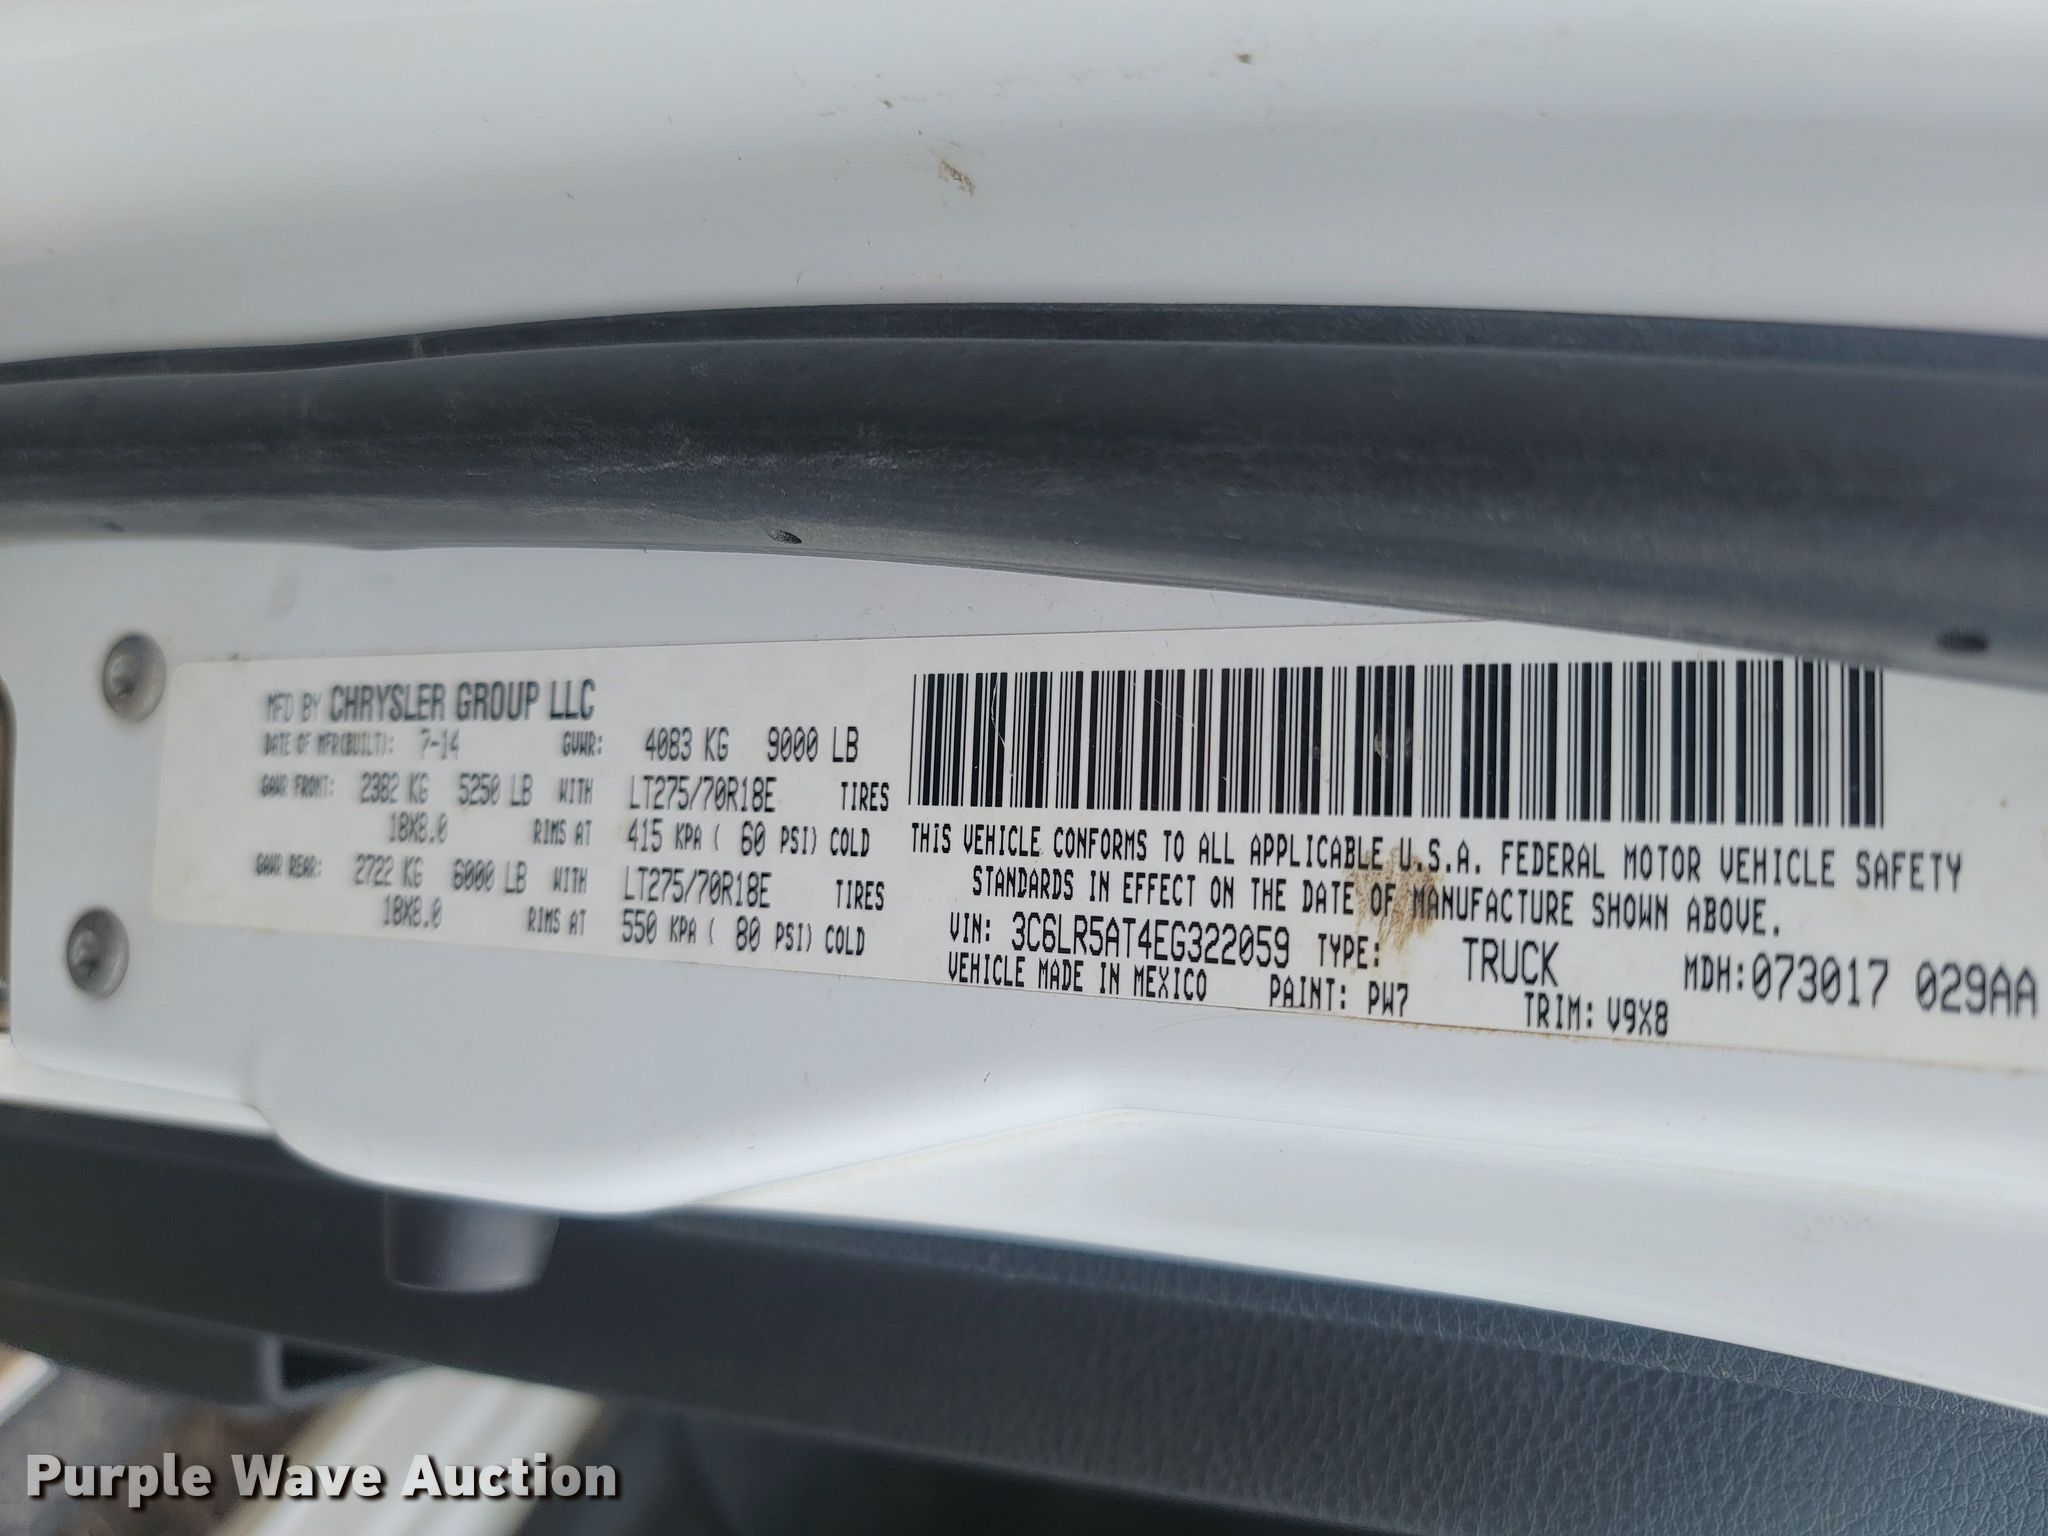 MFD BY CHRYSLER GROUP LLC
DATE OF MFR(BUILT): 7-14 GVWR: 4083 KG 9000 LB
GAWR FRONT: 2382 KG 5250 LB WITH LT275/70R18E TIRES
18X8.0 RIMS AT 415 KPA ( 60 PSI) COLD
GAWR REAR: 2722 KG 6000 LB WITH LT275/70R18E TIRES
18X8.0 RIMS AT 550 KPA ( 80 PSI) COLD
THIS VEHICLE CONFORMS TO ALL APPLICABLE U.S.A. FEDERAL MOTOR VEHICLE SAFETY
STANDARDS IN EFFECT ON THE DATE OF MANUFACTURE SHOWN ABOVE.
VIN: 3C6LR5AT4EG322059 TYPE: TRUCK MDH:073017 029AA
VEHICLE MADE IN MEXICO PAINT: PW7 TRIM: V9X8
Purple Wave Auction